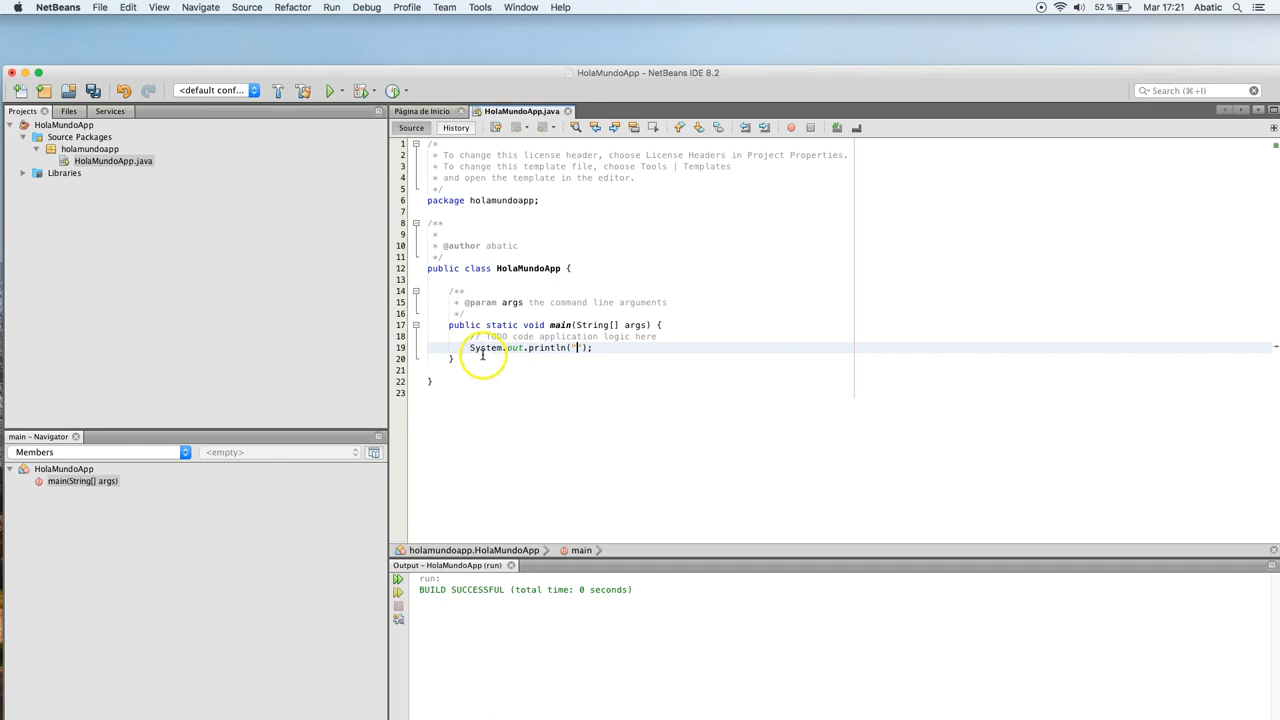 NetBeans File Edit View Navigate Source Refactor Run Debug Profile Team Tools Window Help 52 % Mar 17:21 Abatic
HolaMundoApp - NetBeans IDE 8.2
<default conf...
Search (⌘+I)
Projects Files Services
HolaMundoApp
Source Packages
holamundoapp
HolaMundoApp.java
Libraries
Página de Inicio HolaMundoApp.java
Source History
1 /*
2 * To change this license header, choose License Headers in Project Properties.
3 * To change this template file, choose Tools | Templates
4 * and open the template in the editor.
5 */
6 package holamundoapp;
7
8 /**
9 *
10 * @author abatic
11 */
12 public class HolaMundoApp {
13
14 /**
15 * @param args the command line arguments
16 */
17 public static void main(String[] args) {
18 // TODO code application logic here
19 System.out.println("");
20 }
21
22 }
23
main - Navigator
Members <empty>
HolaMundoApp
main(String[] args)
holamundoapp.HolaMundoApp main
Output - HolaMundoApp (run)
run:
BUILD SUCCESSFUL (total time: 0 seconds)